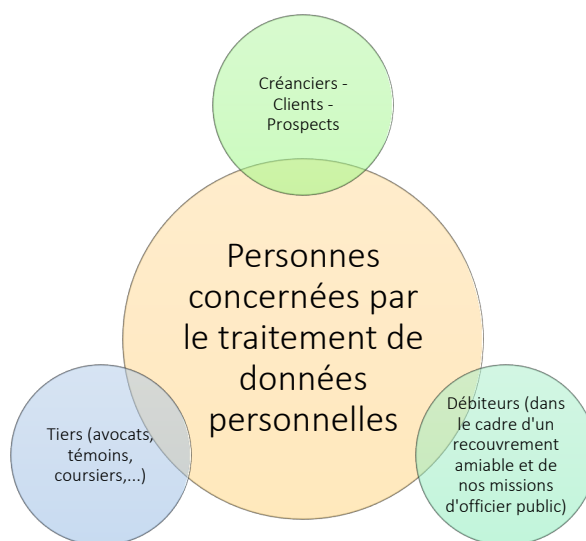 Créanciers -
Clients -
Prospects
Personnes
concernées par
le traitement de
données
personnelles
Tiers (avocats,
témoins,
coursiers,...)
Débiteurs (dans
le cadre d'un
recouvrement
amiable et de
nos missions
d'officier public)